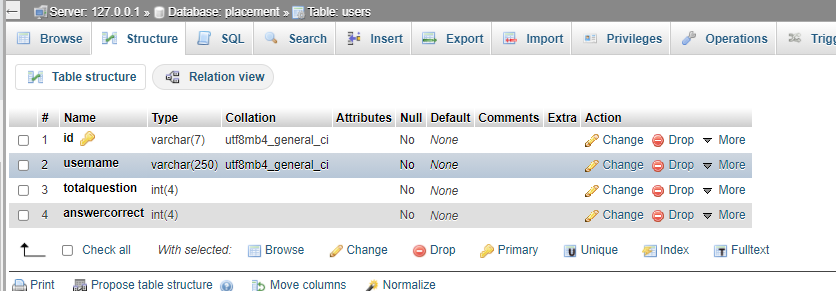 Server: 127.0.0.1 » Database: placement » Table: users
Browse Structure SQL Search Insert Export Import Privileges Operations Trigg
Table structure Relation view
# Name Type Collation Attributes Null Default Comments Extra Action
1 id varchar(7) utf8mb4_general_ci No None Change Drop More
2 username varchar(250) utf8mb4_general_ci No None Change Drop More
3 totalquestion int(4) No None Change Drop More
4 answercorrect int(4) No None Change Drop More
Check all With selected: Browse Change Drop Primary Unique Index Fulltext
Print Propose table structure Move columns Normalize